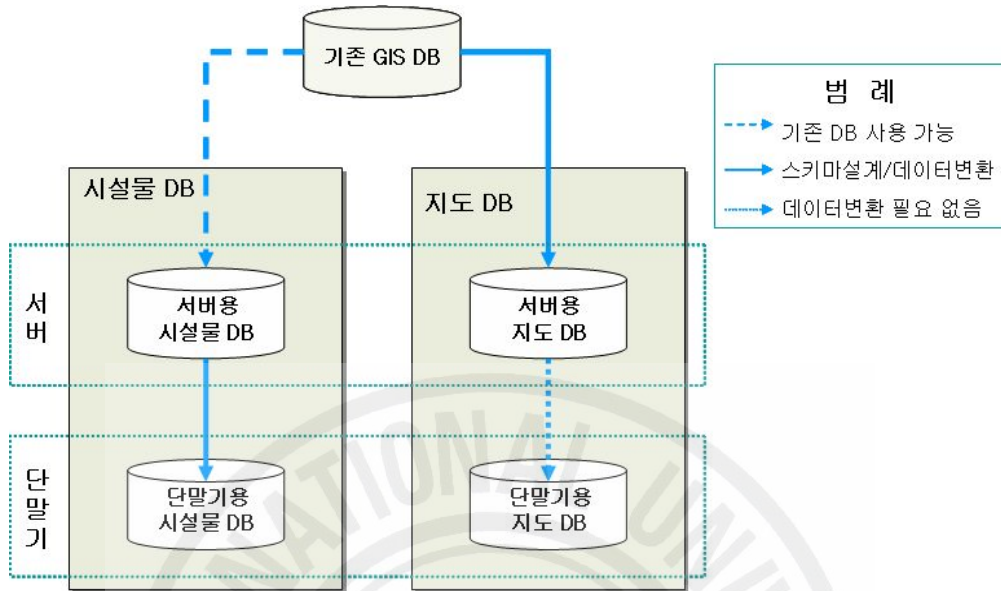 기존 GIS DB
범 례
기존 DB 사용 가능
스키마설계/데이터변환
데이터변환 필요 없음
시설물 DB
지도 DB
서버
서버용
시설물 DB
서버용
지도 DB
단말기
단말기용
시설물 DB
단말기용
지도 DB
NATIONAL UNI